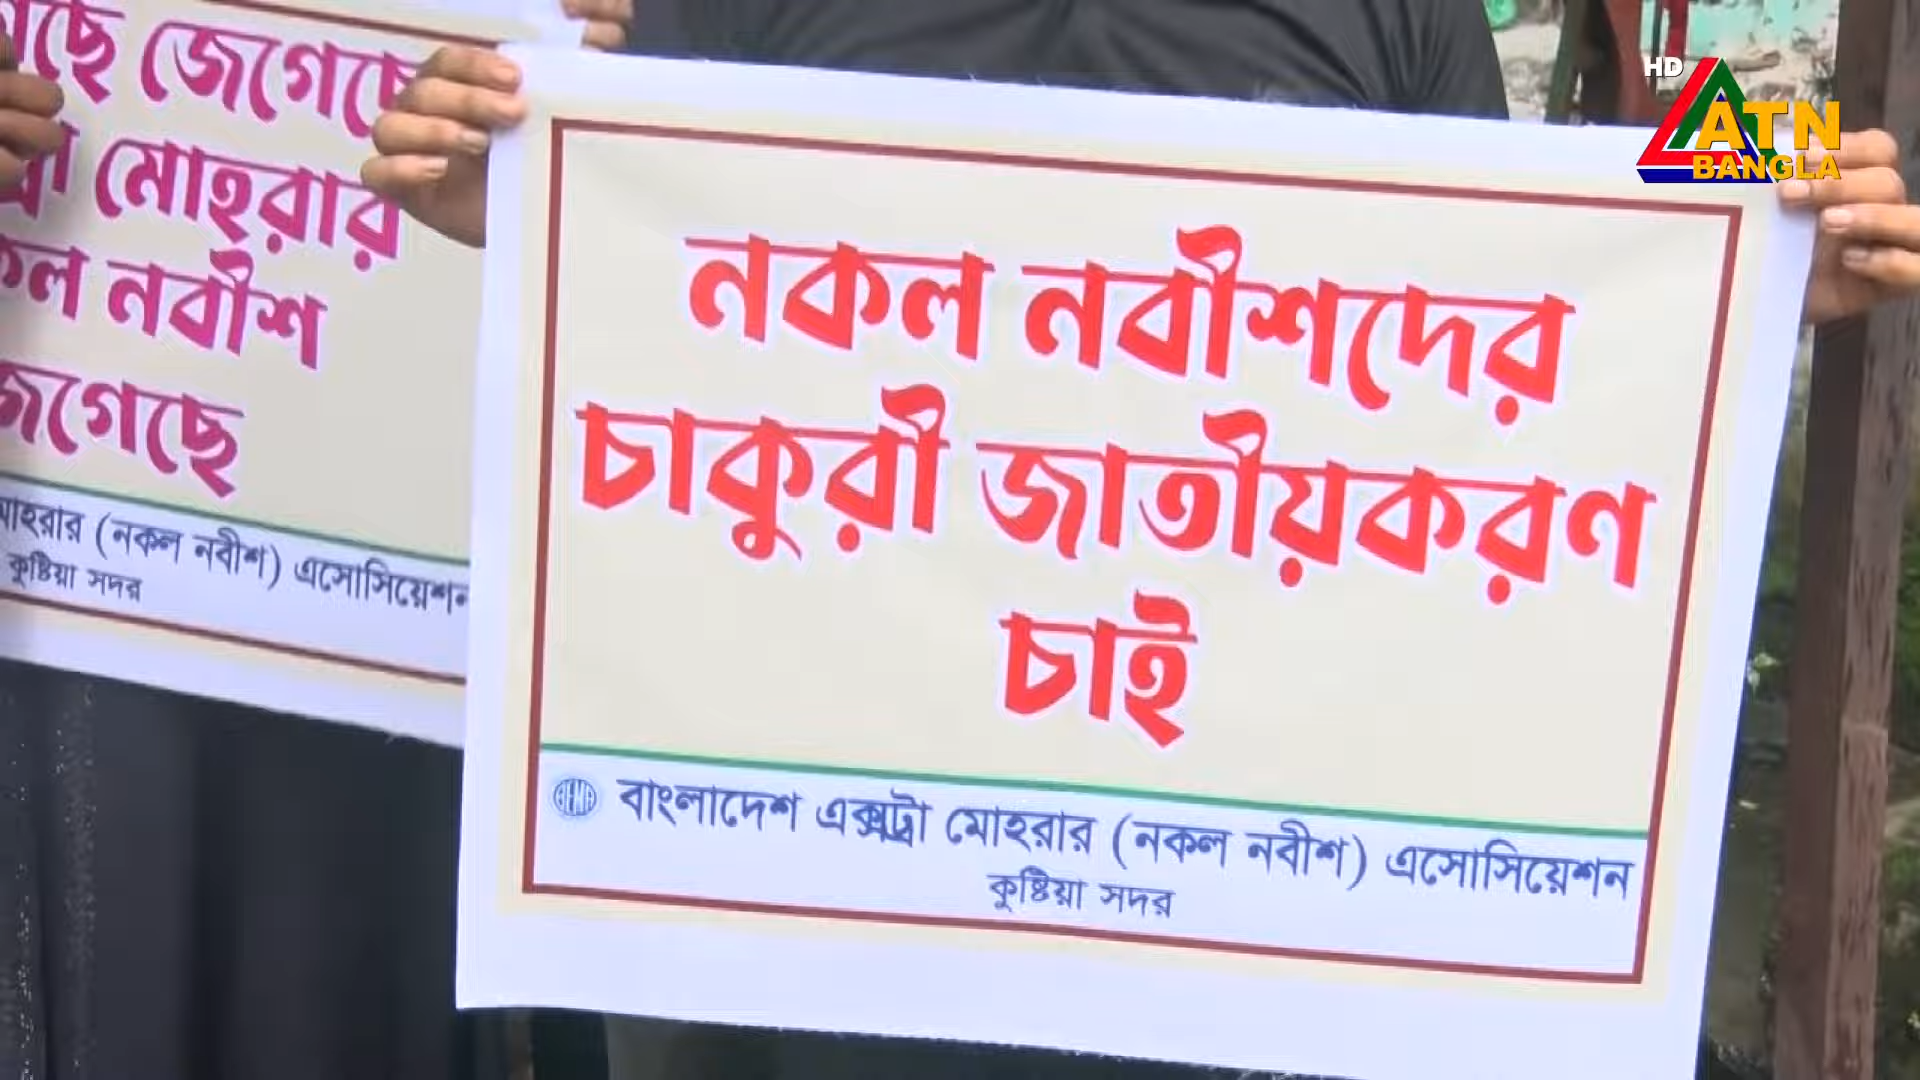 জেগেছে
মোহরার
নবীশ
নকল নবীশদের
চাকুরী জাতীয়করণ
চাই
(নকল নবীশ) এসোসিয়েশন
কুষ্টিয়া সদর
বাংলাদেশ এক্সট্রা মোহরার (নকল নবীশ) এসোসিয়েশন
কুষ্টিয়া সদর
HD
ATN
BANGLA